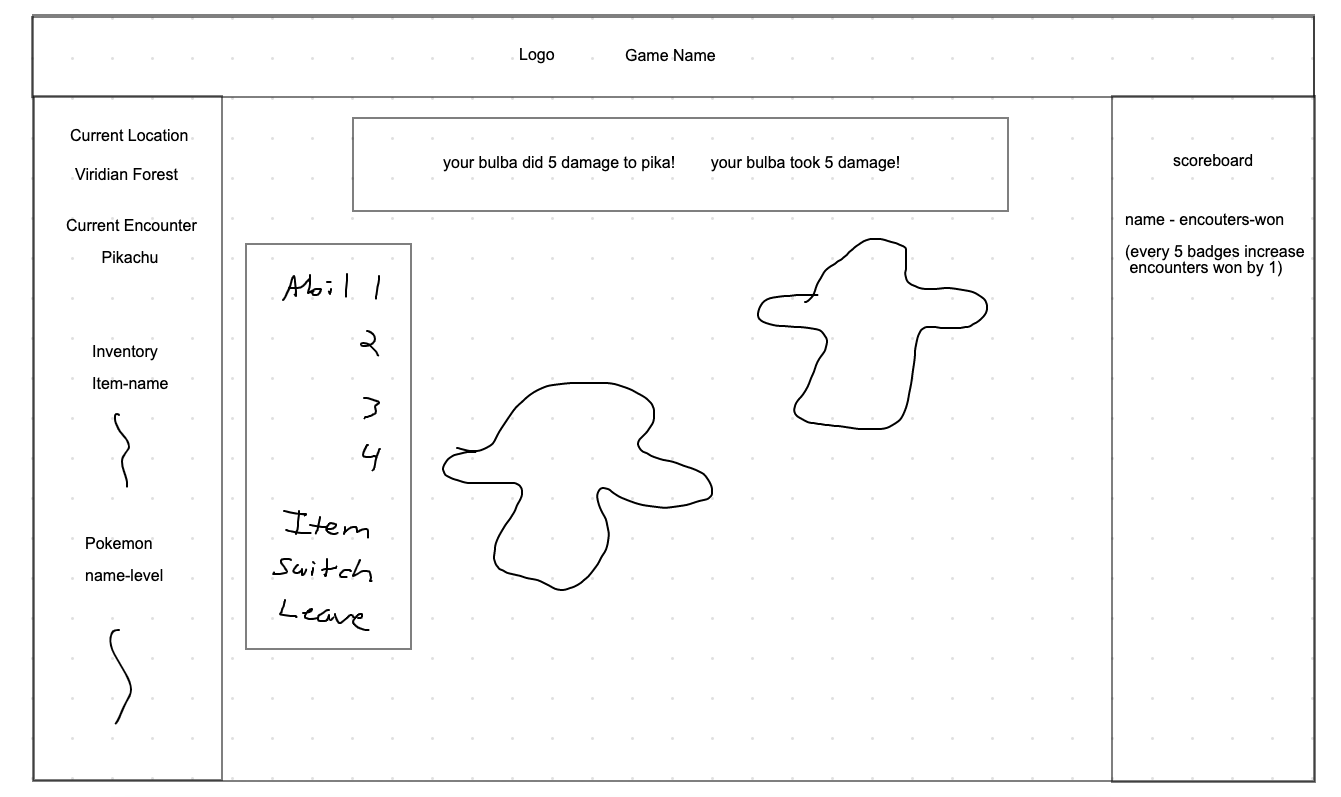 Logo
Game Name
Current Location
Viridian Forest
Current Encounter
Pikachu
Inventory
Item-name
Pokemon
name-level
your bulba did 5 damage to pika!
your bulba took 5 damage!
Abil 1
2
3
4
Item
Switch
Leave
scoreboard
name - encouters-won
(every 5 badges increase
encounters won by 1)